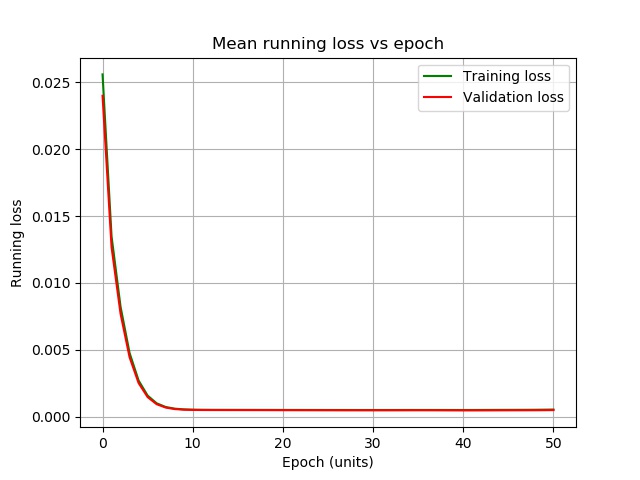 Mean running loss vs epoch
Training loss
Validation loss
0.025
0.020
0.015
0.010
0.005
0.000
Running loss
0 10 20 30 40 50
Epoch (units)